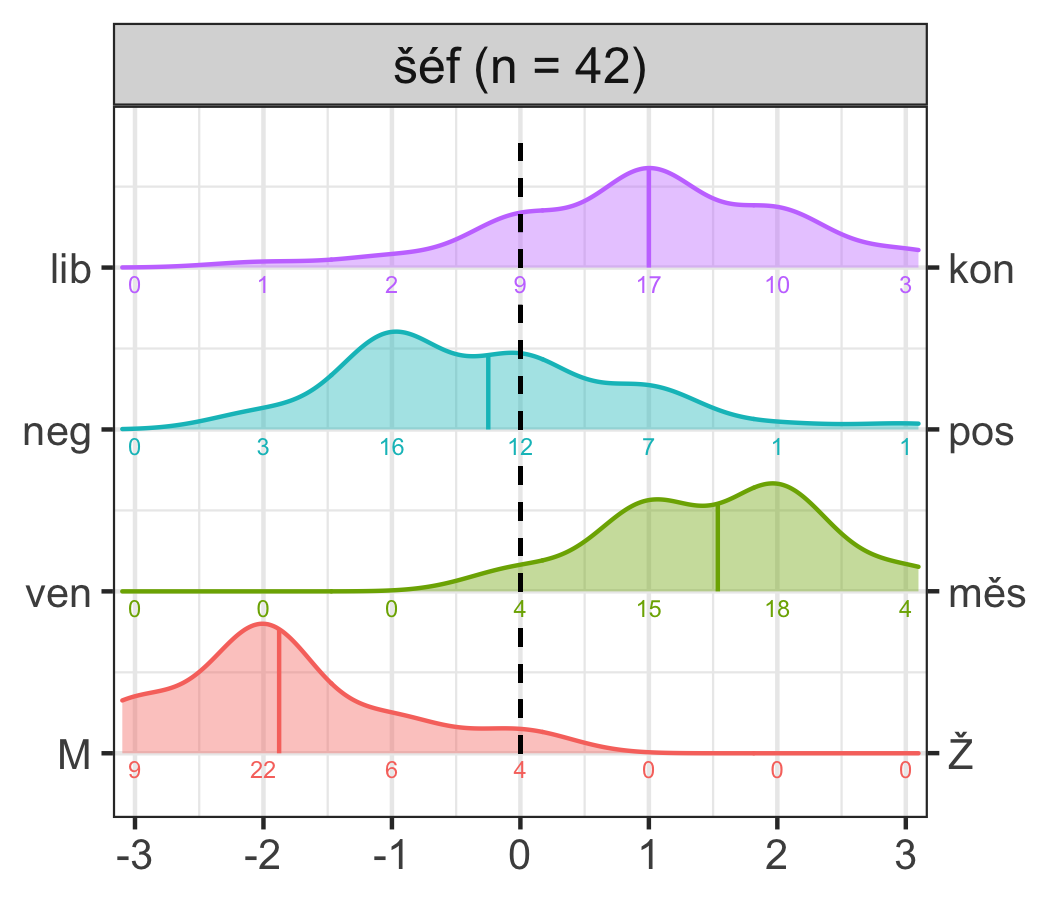 šéf (n = 42)
lib kon
0 1 2 9 17 10 3
neg pos
0 3 16 12 7 1 1
ven měs
0 0 0 4 15 18 4
M Ž
9 22 6 4 0 0 0
-3 -2 -1 0 1 2 3